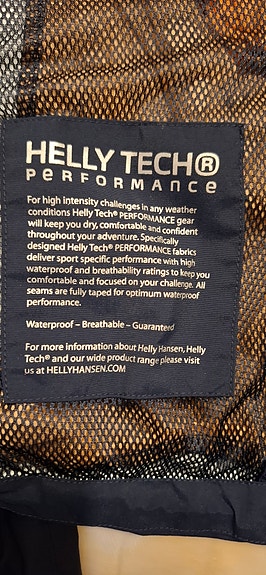 HELLY TECH®
PERFORMANCE
For high intensity challenges in any weather
conditions Helly Tech® PERFORMANCE gear
will keep you dry, comfortable and confident
throughout your adventure. Specifically
designed Helly Tech® PERFORMANCE fabrics
deliver sport specific performance with high
waterproof and breathability ratings to keep you
comfortable and focused on your challenge. All
seams are fully taped for optimum waterproof
performance.
Waterproof – Breathable – Guaranteed
For more information about Helly Hansen, Helly
Tech® and our wide product range please visit
us at HELLYHANSEN.COM